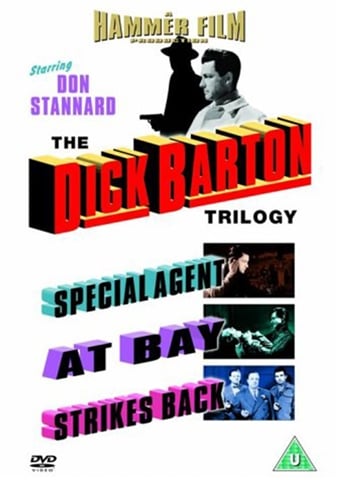 A
HAMMER FILM
PRODUCTION
Starring
DON
STANNARD
THE
DICK BARTON
TRILOGY
SPECIAL AGENT
AT BAY
STRIKES BACK
DVD
VIDEO
U